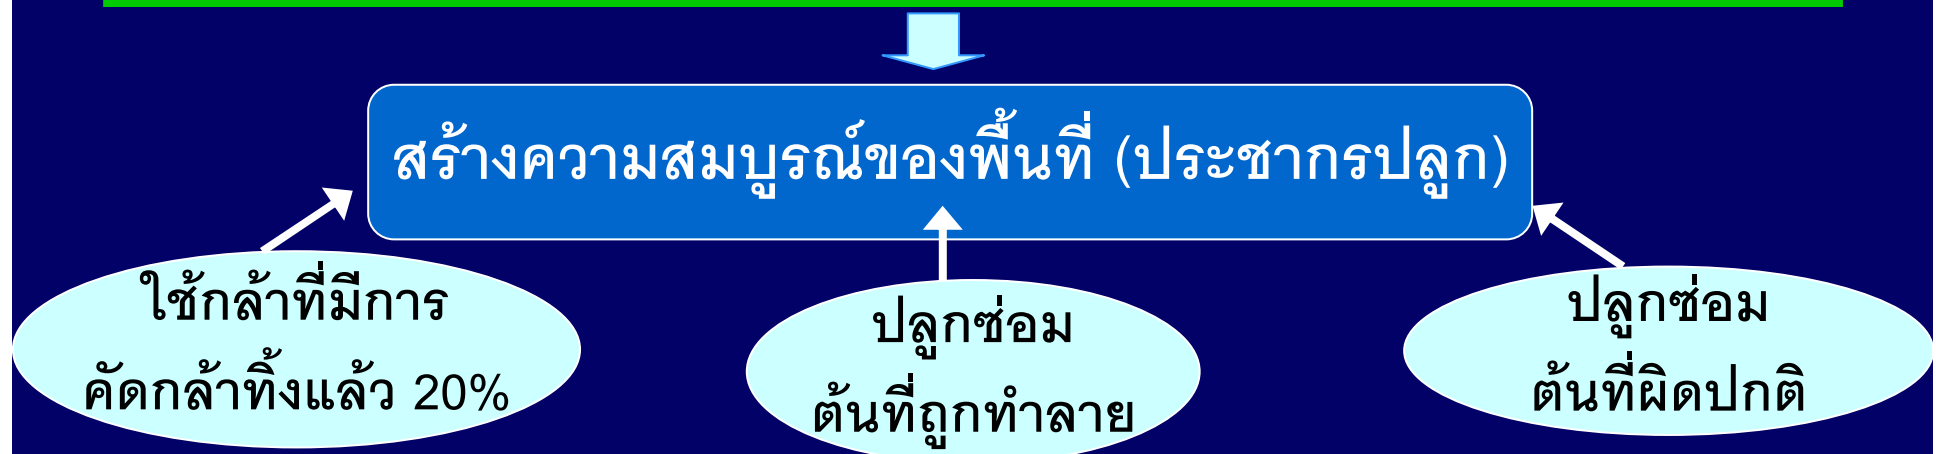 สร้างความสมบูรณ์ของพื้นที่ (ประชากรปลูก)
ใช้กล้าที่มีการ
คัดกล้าทิ้งแล้ว 20%
ปลูกซ่อม
ต้นที่ถูกทำลาย
ปลูกซ่อม
ต้นที่ผิดปกติ